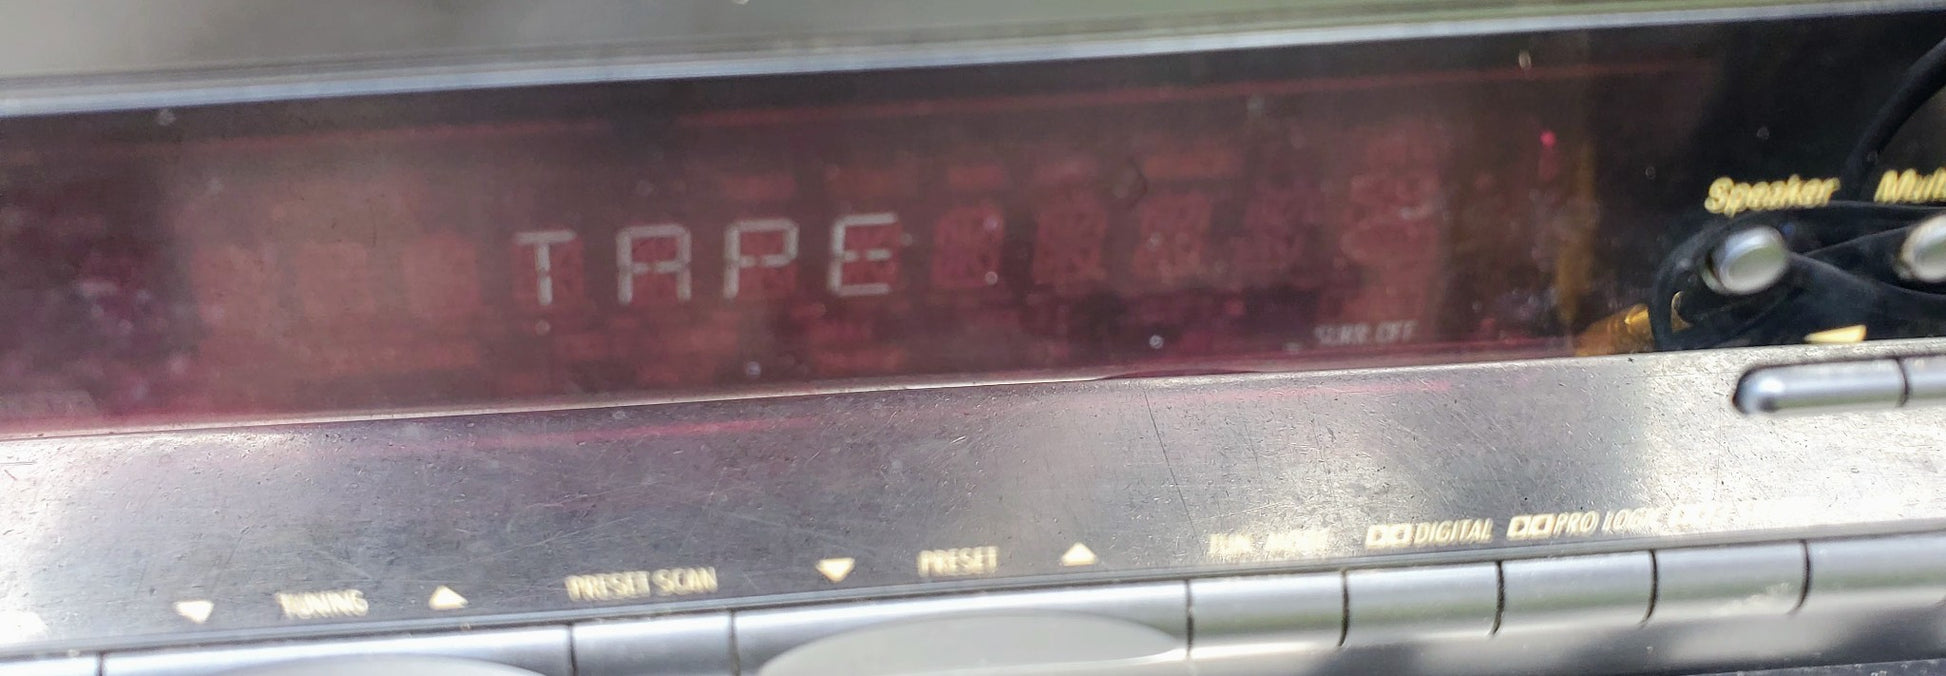 TAPE
SURR. OFF
Speaker
TUNING
PRESET SCAN
PRESET
DIGITAL
PRO LOGIC